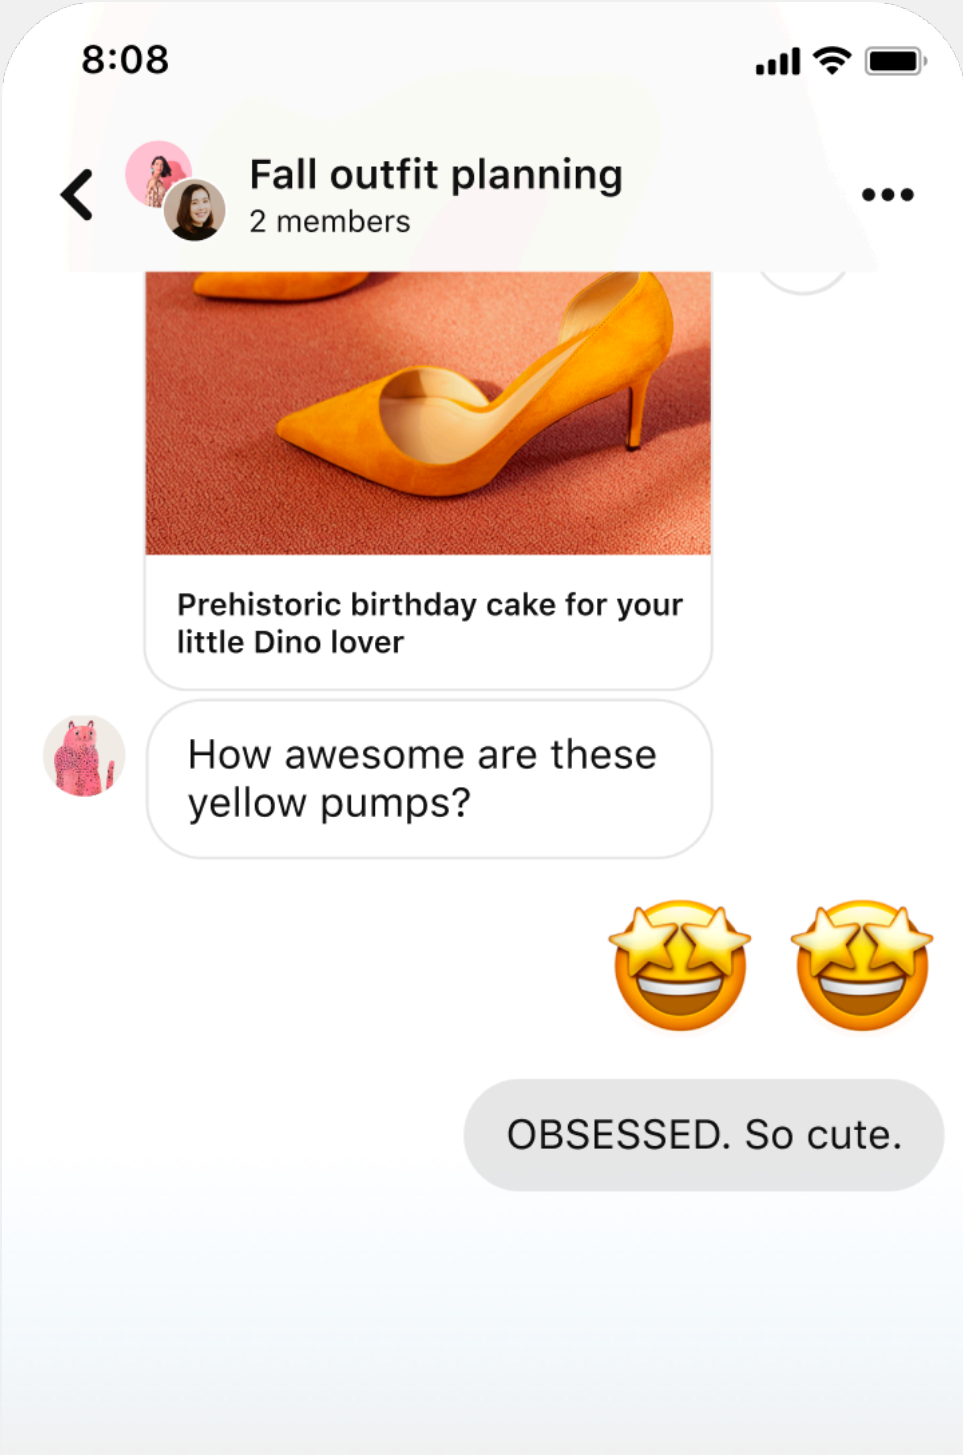 8:08
Fall outfit planning
2 members
Prehistoric birthday cake for your
little Dino lover
How awesome are these
yellow pumps?
🤩 🤩
OBSESSED. So cute.